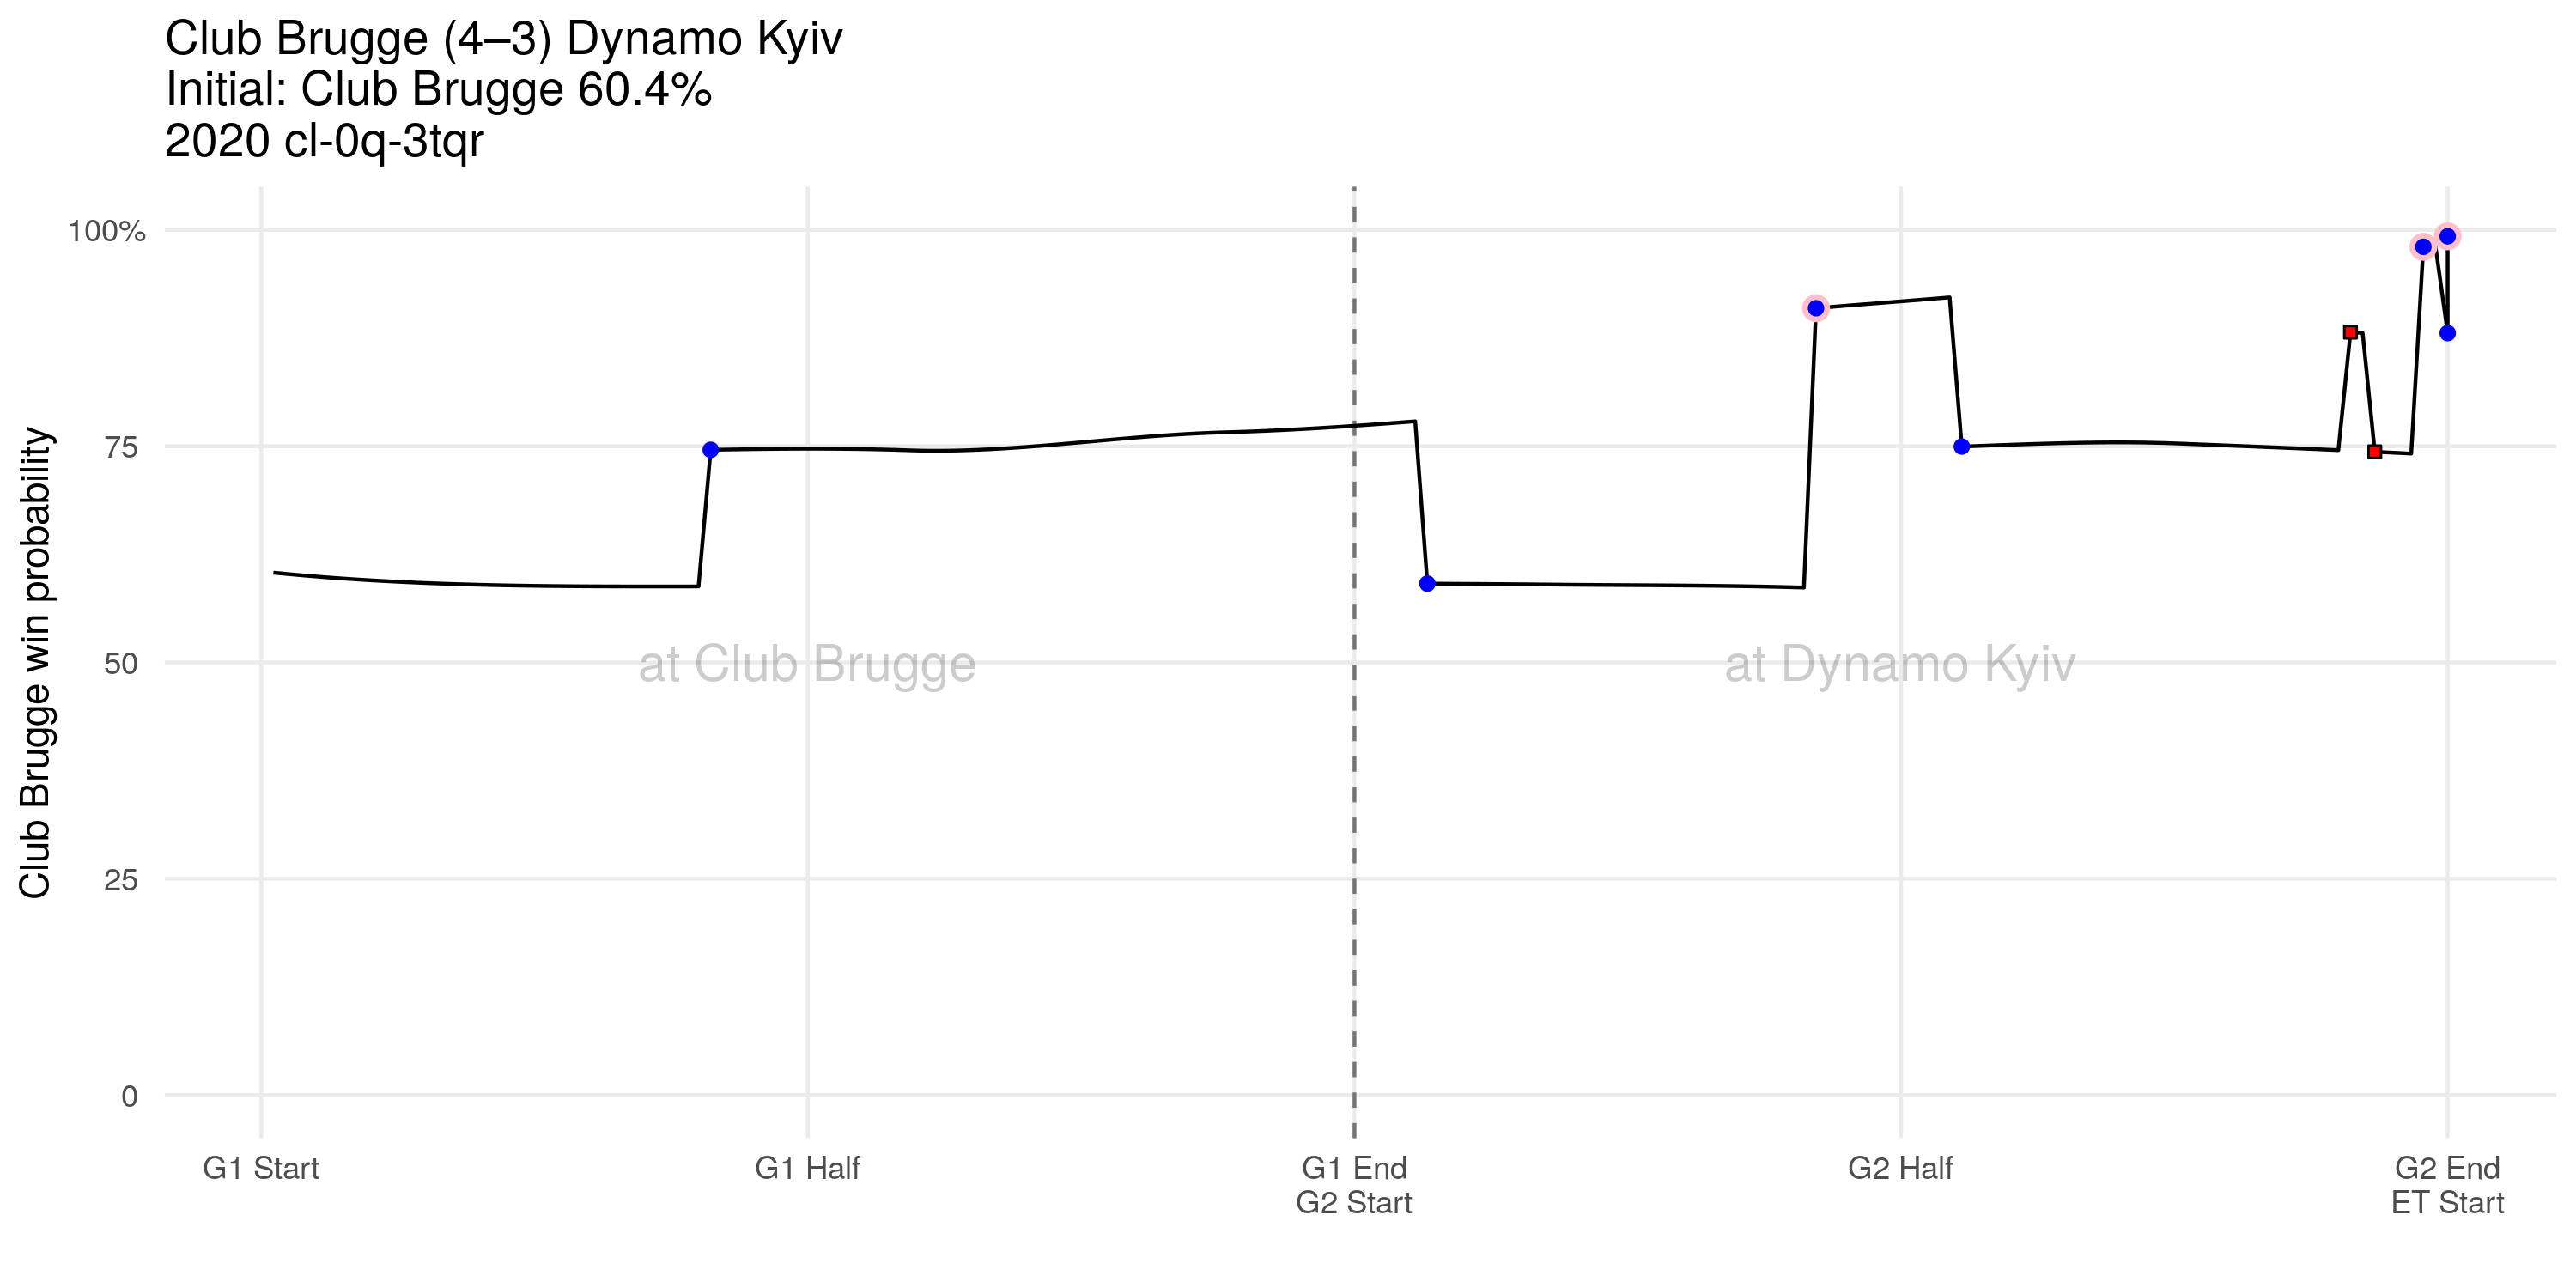 Club Brugge (4–3) Dynamo Kyiv
Initial: Club Brugge 60.4%
2020 cl-0q-3tqr
Club Brugge win probability
100%
75
50
25
0
at Club Brugge
at Dynamo Kyiv
G1 Start
G1 Half
G1 End
G2 Start
G2 Half
G2 End
ET Start